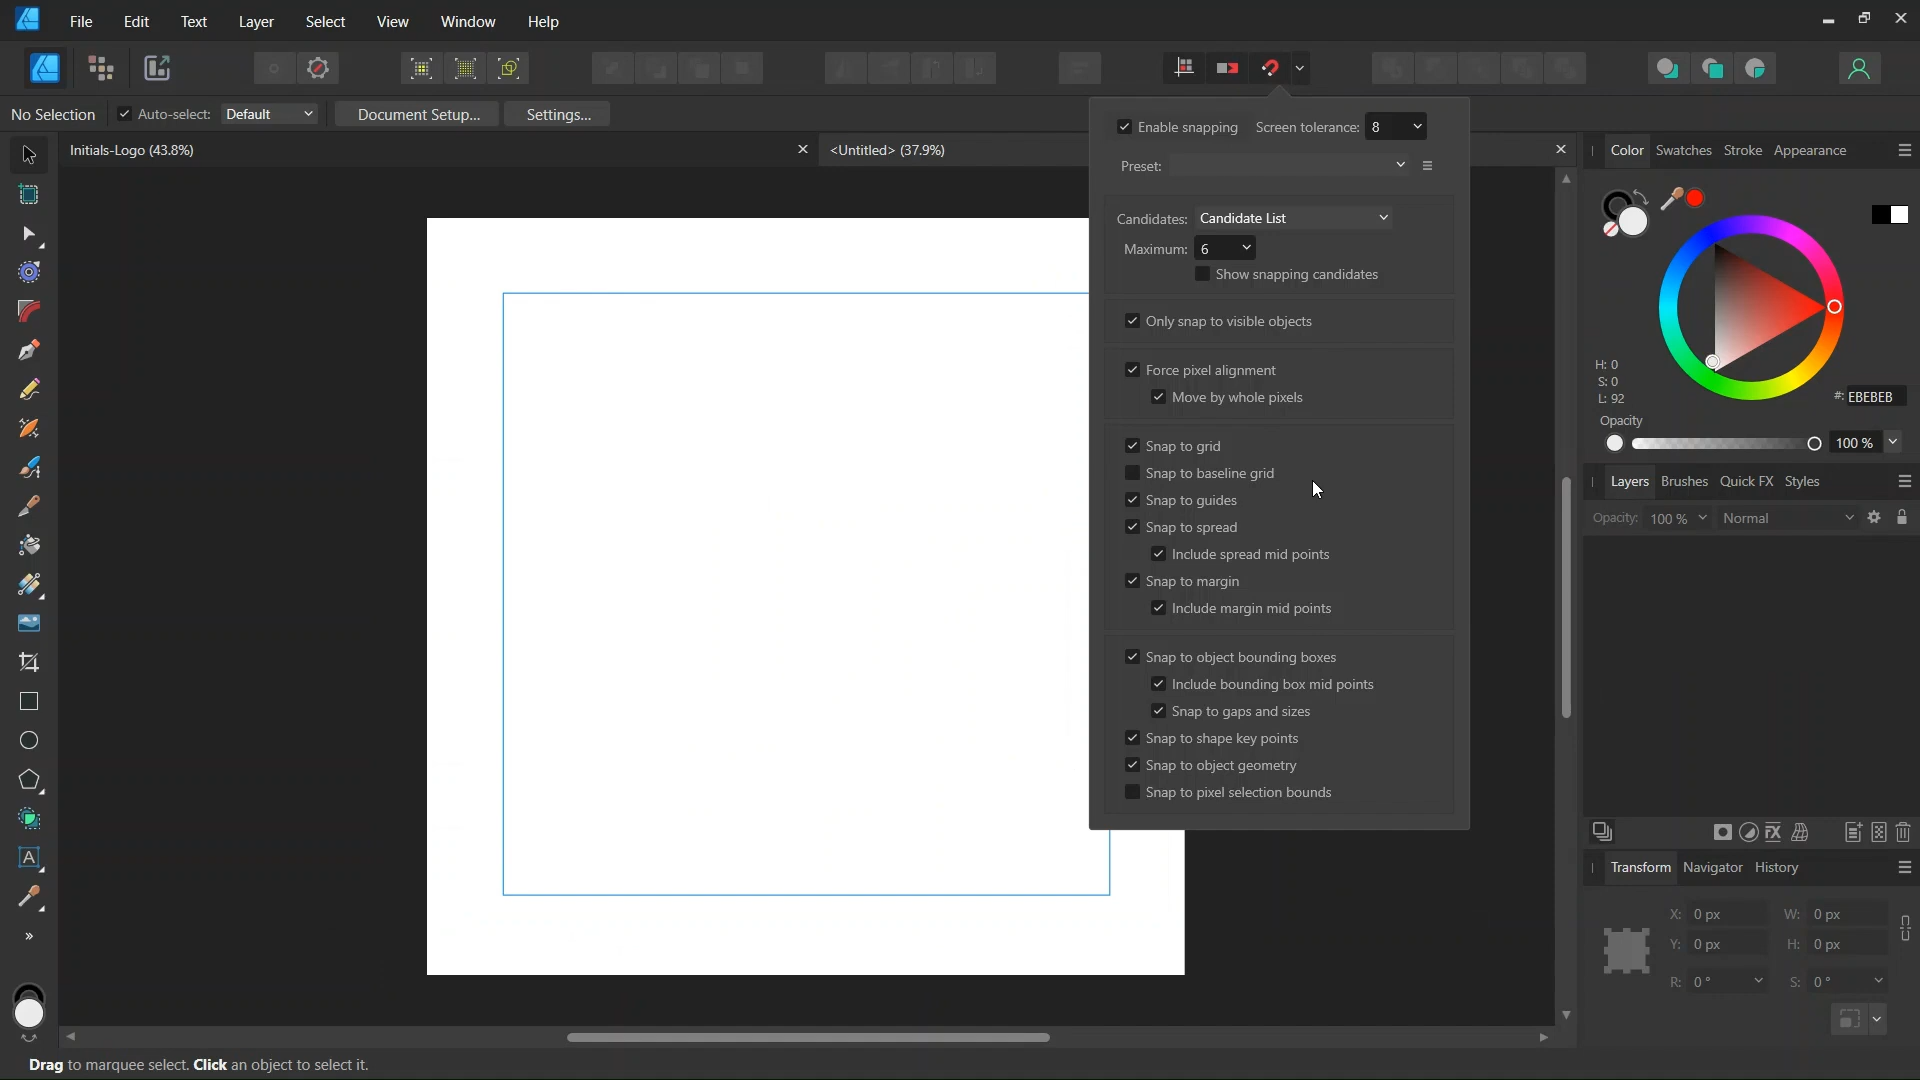 File Edit Text Layer Select View Window Help
No Selection Auto-select: Default Document Setup... Settings...
Initials-Logo (43.8%) <Untitled> (37.9%)
Enable snapping Screen tolerance: 8
Preset:
Candidates: Candidate List
Maximum: 6
Show snapping candidates
Only snap to visible objects
Force pixel alignment
Move by whole pixels
Snap to grid
Snap to baseline grid
Snap to guides
Snap to spread
Include spread mid points
Snap to margin
Include margin mid points
Snap to object bounding boxes
Include bounding box mid points
Snap to gaps and sizes
Snap to shape key points
Snap to object geometry
Snap to pixel selection bounds
Color Swatches Stroke Appearance
H: 0
S: 0
L: 92
#: EBEBEB
Opacity
100 %
Layers Brushes Quick FX Styles
Opacity: 100 % Normal
FX
Transform Navigator History
X: 0 px W: 0 px
Y: 0 px H: 0 px
R: 0 ° S: 0 °
A
Drag to marquee select. Click an object to select it.